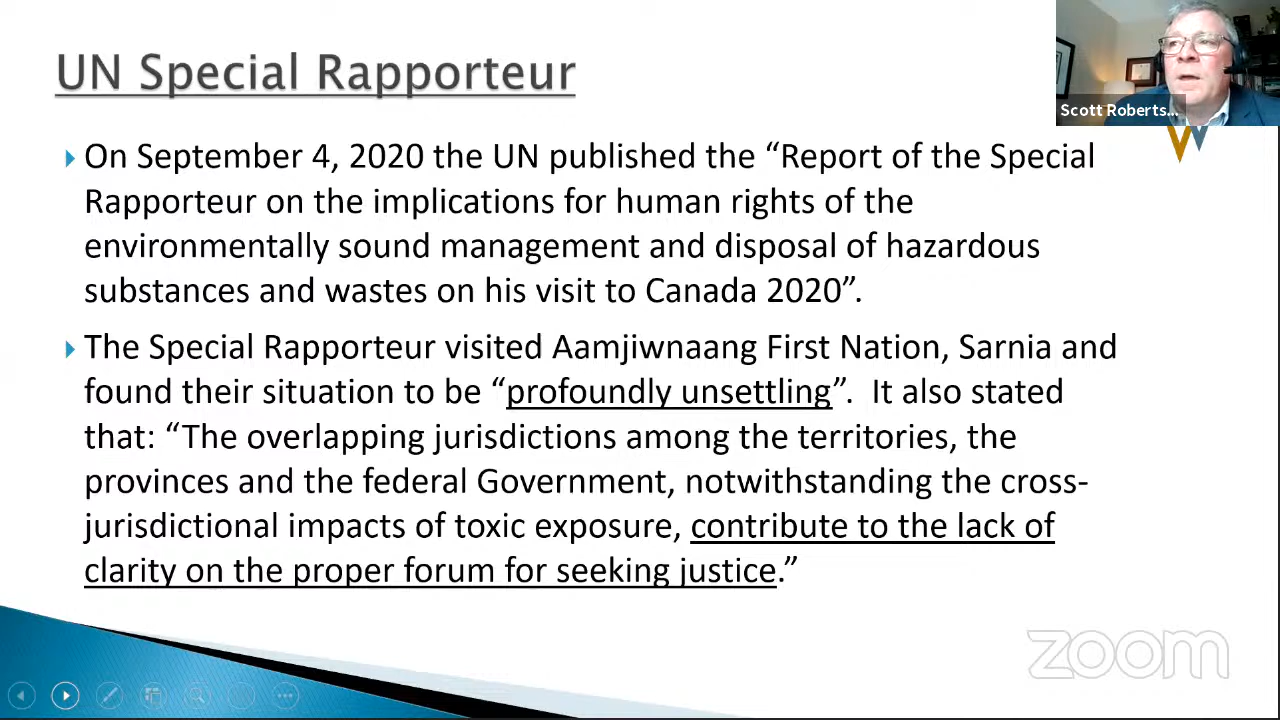 UN Special Rapporteur
Scott Roberts...
On September 4, 2020 the UN published the “Report of the Special
Rapporteur on the implications for human rights of the
environmentally sound management and disposal of hazardous
substances and wastes on his visit to Canada 2020”.
The Special Rapporteur visited Aamjiwnaang First Nation, Sarnia and
found their situation to be “profoundly unsettling”.  It also stated
that: “The overlapping jurisdictions among the territories, the
provinces and the federal Government, notwithstanding the cross-
jurisdictional impacts of toxic exposure, contribute to the lack of
clarity on the proper forum for seeking justice.”
zoom